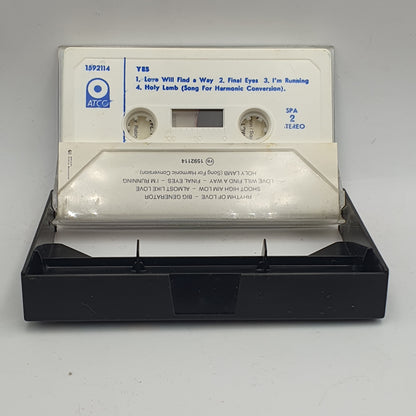 1592114
YES
1. Love Will Find a Way 2. Final Eyes 3. I'm Running
4. Holy Lamb (Song For Harmonic Conversion).
ATCO
SPA
2
STEREO
RHYTHM OF LOVE - BIG GENERATOR
SHOOT HIGH AIM LOW - ALMOST LIKE LOVE
LOVE WILL FIND A WAY - FINAL EYES - I'M RUNNING
HOLY LAMB (Song For Harmonic Conversion)
1592114